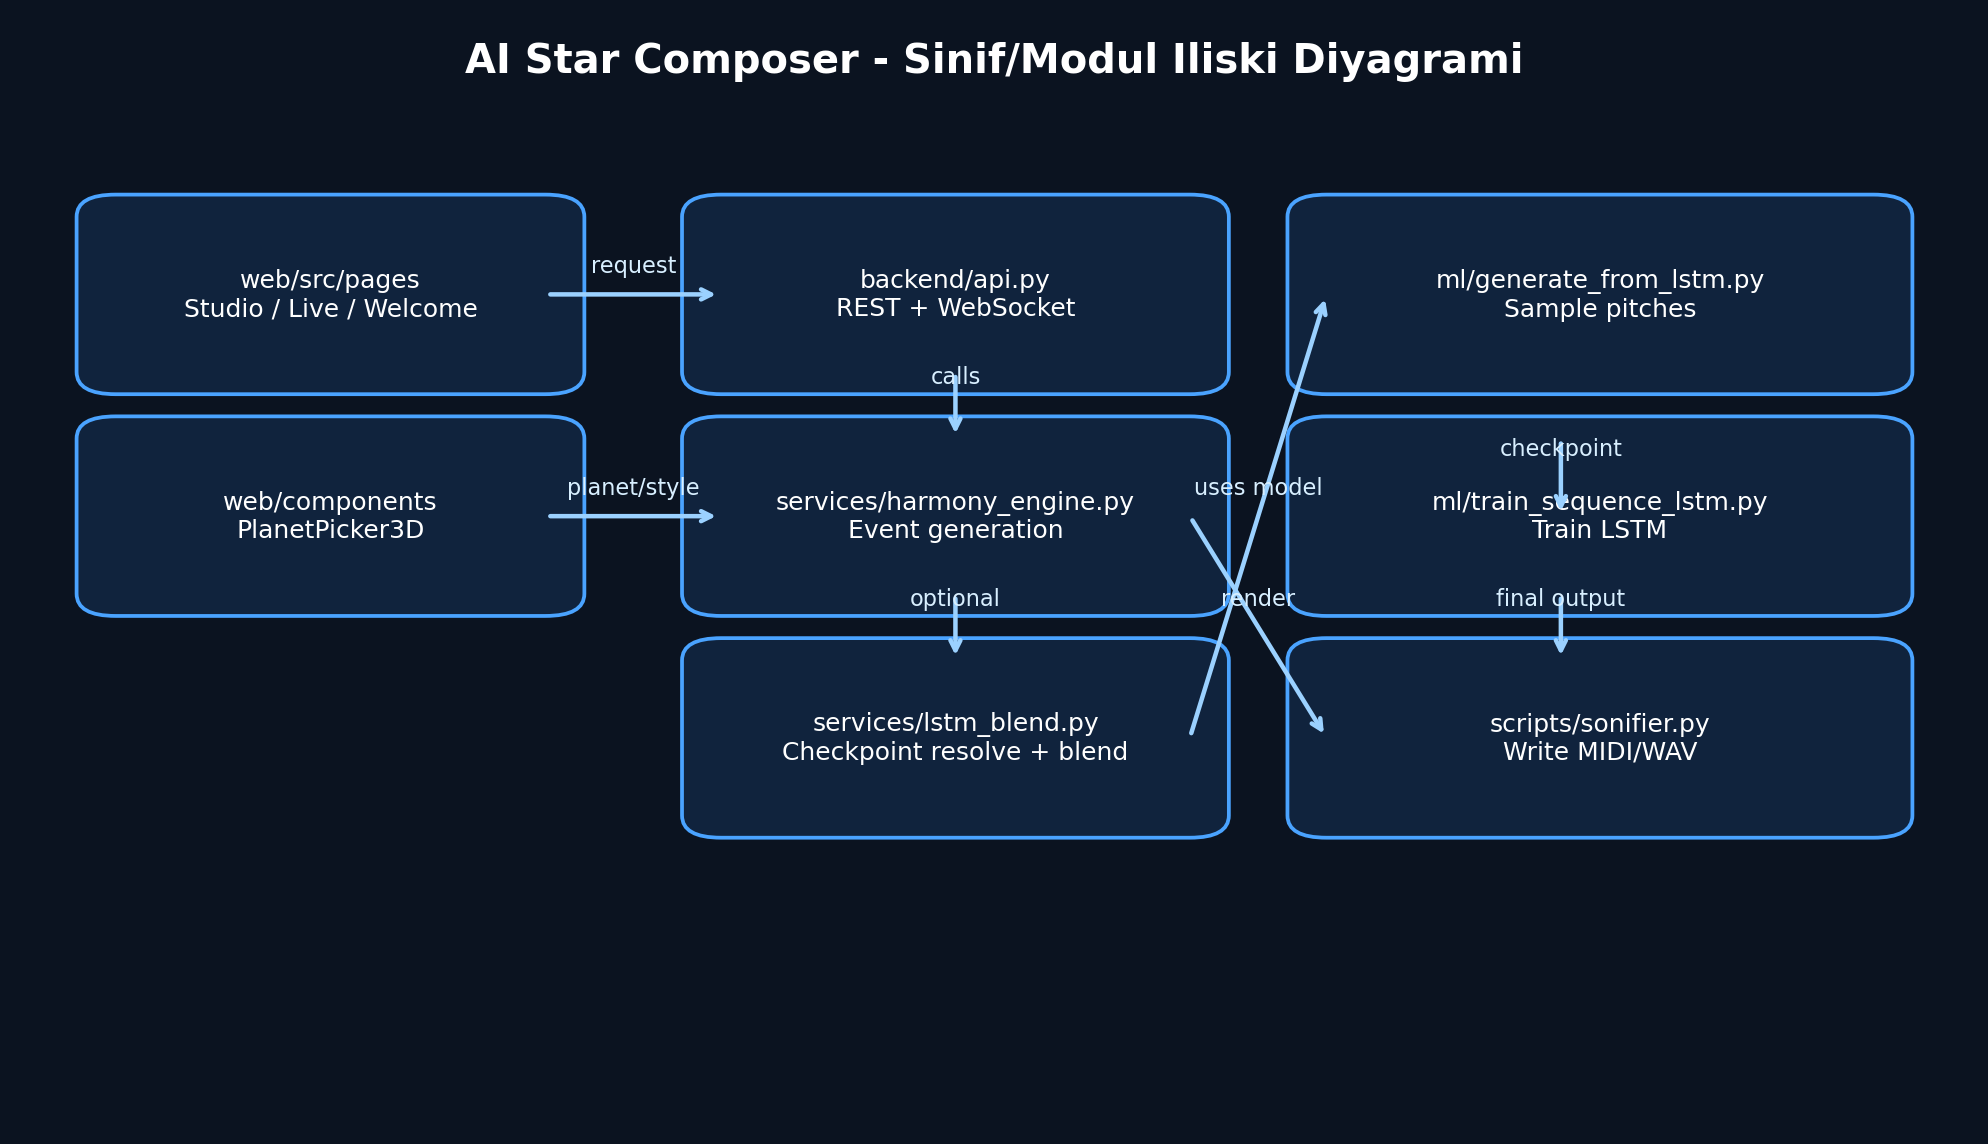 AI Star Composer - Sinif/Modul Iliski Diyagrami
web/src/pages
Studio / Live / Welcome
request
backend/api.py
REST + WebSocket
ml/generate_from_lstm.py
Sample pitches
calls
web/components
PlanetPicker3D
planet/style
services/harmony_engine.py
Event generation
uses model
checkpoint
ml/train_sequence_lstm.py
Train LSTM
optional
render
final output
services/lstm_blend.py
Checkpoint resolve + blend
scripts/sonifier.py
Write MIDI/WAV